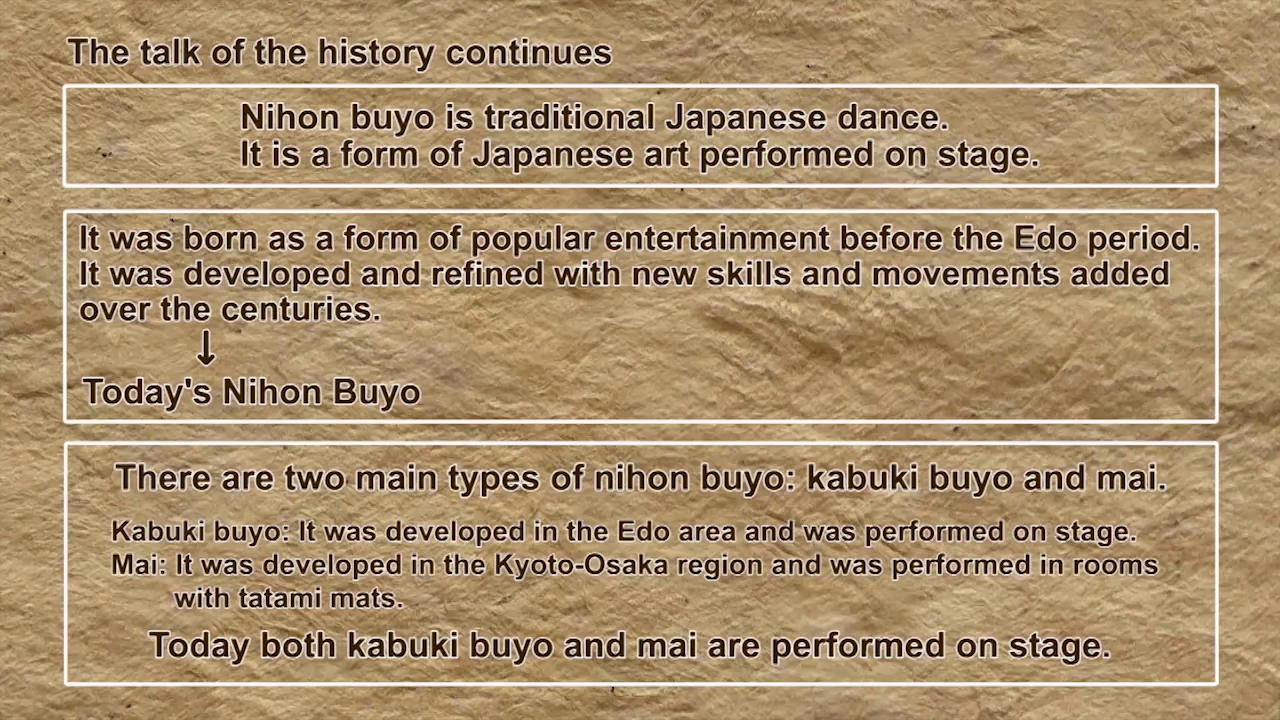 The talk of the history continues
Nihon buyo is traditional Japanese dance.
It is a form of Japanese art performed on stage.
It was born as a form of popular entertainment before the Edo period.
It was developed and refined with new skills and movements added
over the centuries.
↓
Today's Nihon Buyo
There are two main types of nihon buyo: kabuki buyo and mai.
Kabuki buyo: It was developed in the Edo area and was performed on stage.
Mai: It was developed in the Kyoto-Osaka region and was performed in rooms
with tatami mats.
Today both kabuki buyo and mai are performed on stage.